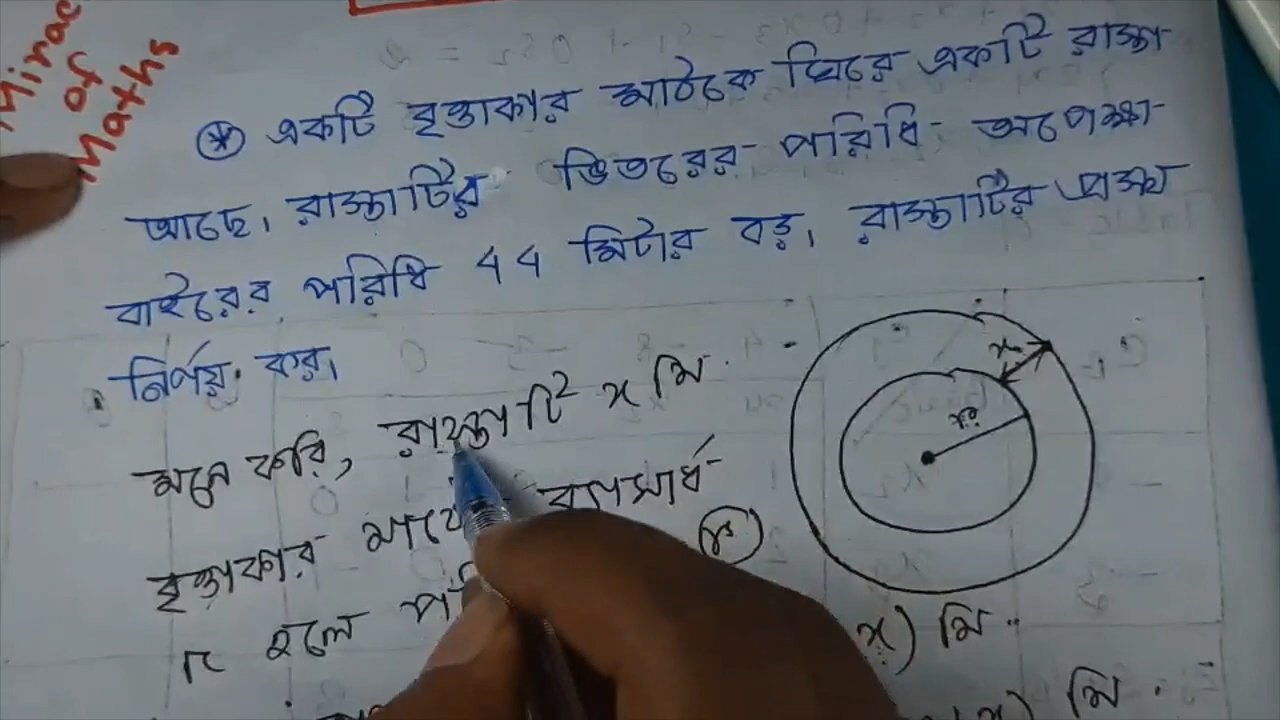 Mirac
of
Maths
* একটি বৃত্তাকার মাঠকে ঘিরে একটি রাস্তা
আছে। রাস্তাটির ভিতরের পরিধি অপেক্ষা
বাইরের পরিধি 44 মিটার বড়। রাস্তাটির প্রস্থ
নির্ণয় কর।
মনে করি, রাস্তাটি x মি.
বৃত্তাকার মাঠে ব্যাসার্ধ
r হলে
r
x) মি.
x) মি.
x
r